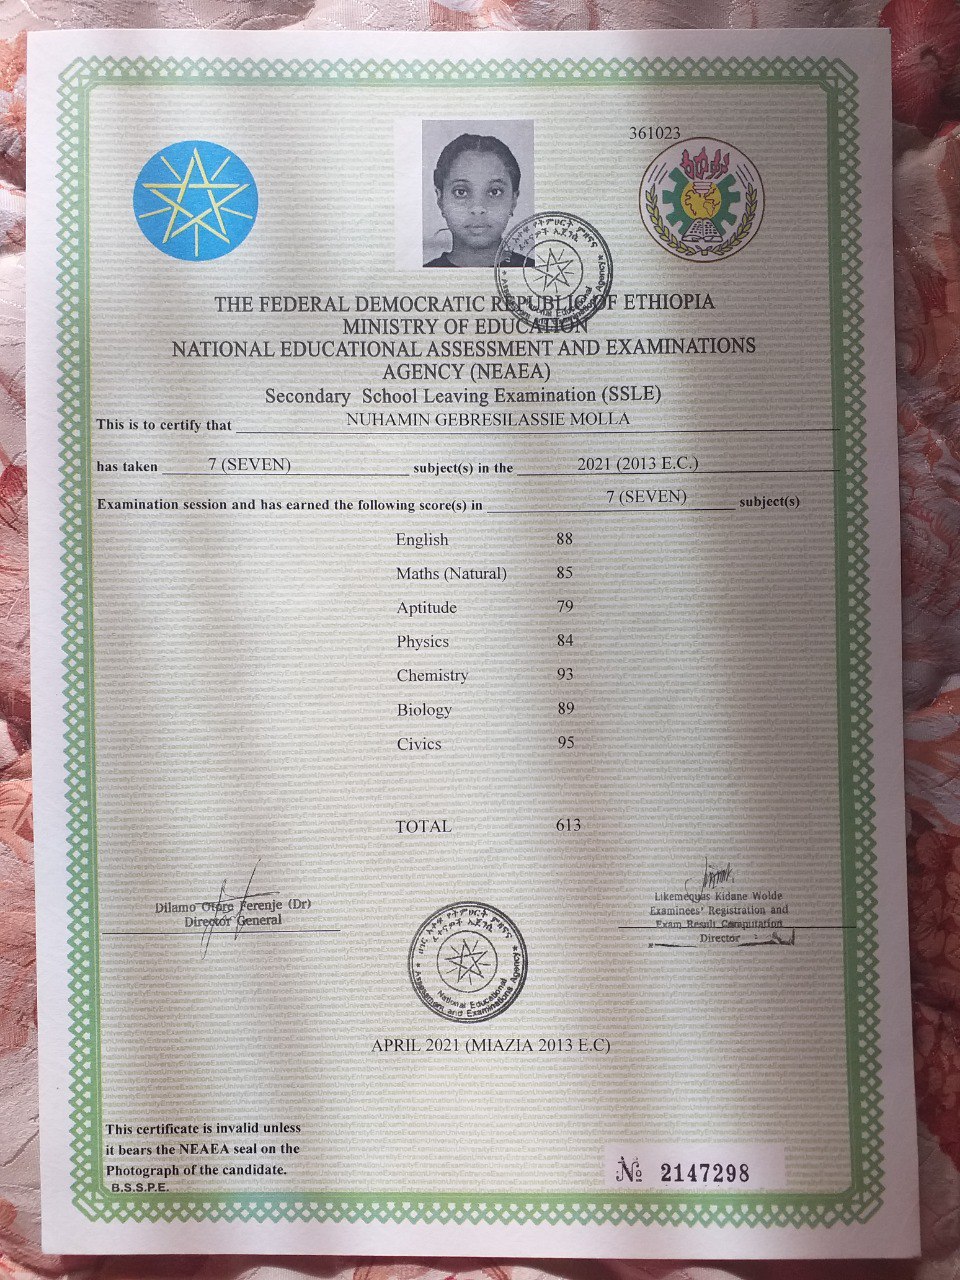 361023
THE FEDERAL DEMOCRATIC REPUBLIC OF ETHIOPIA
MINISTRY OF EDUCATION
NATIONAL EDUCATIONAL ASSESSMENT AND EXAMINATIONS
AGENCY (NEAEA)
Secondary School Leaving Examination (SSLE)
This is to certify that NUHAMIN GEBRESILASSIE MOLLA
has taken 7 (SEVEN) subject(s) in the 2021 (2013 E.C.)
Examination session and has earned the following score(s) in 7 (SEVEN) subject(s)
English 88
Maths (Natural) 85
Aptitude 79
Physics 84
Chemistry 93
Biology 89
Civics 95
TOTAL 613
Dilamo Otore Ferenje (Dr)
Director General
Likemequas Kidane Wolde
Examinees' Registration and
Exam Result Computation
Director
National Educational
Assessment and Examinations Agency
APRIL 2021 (MIAZIA 2013 E.C)
This certificate is invalid unless
it bears the NEAEA seal on the
Photograph of the candidate.
B.S.S.P.E.
№ 2147298